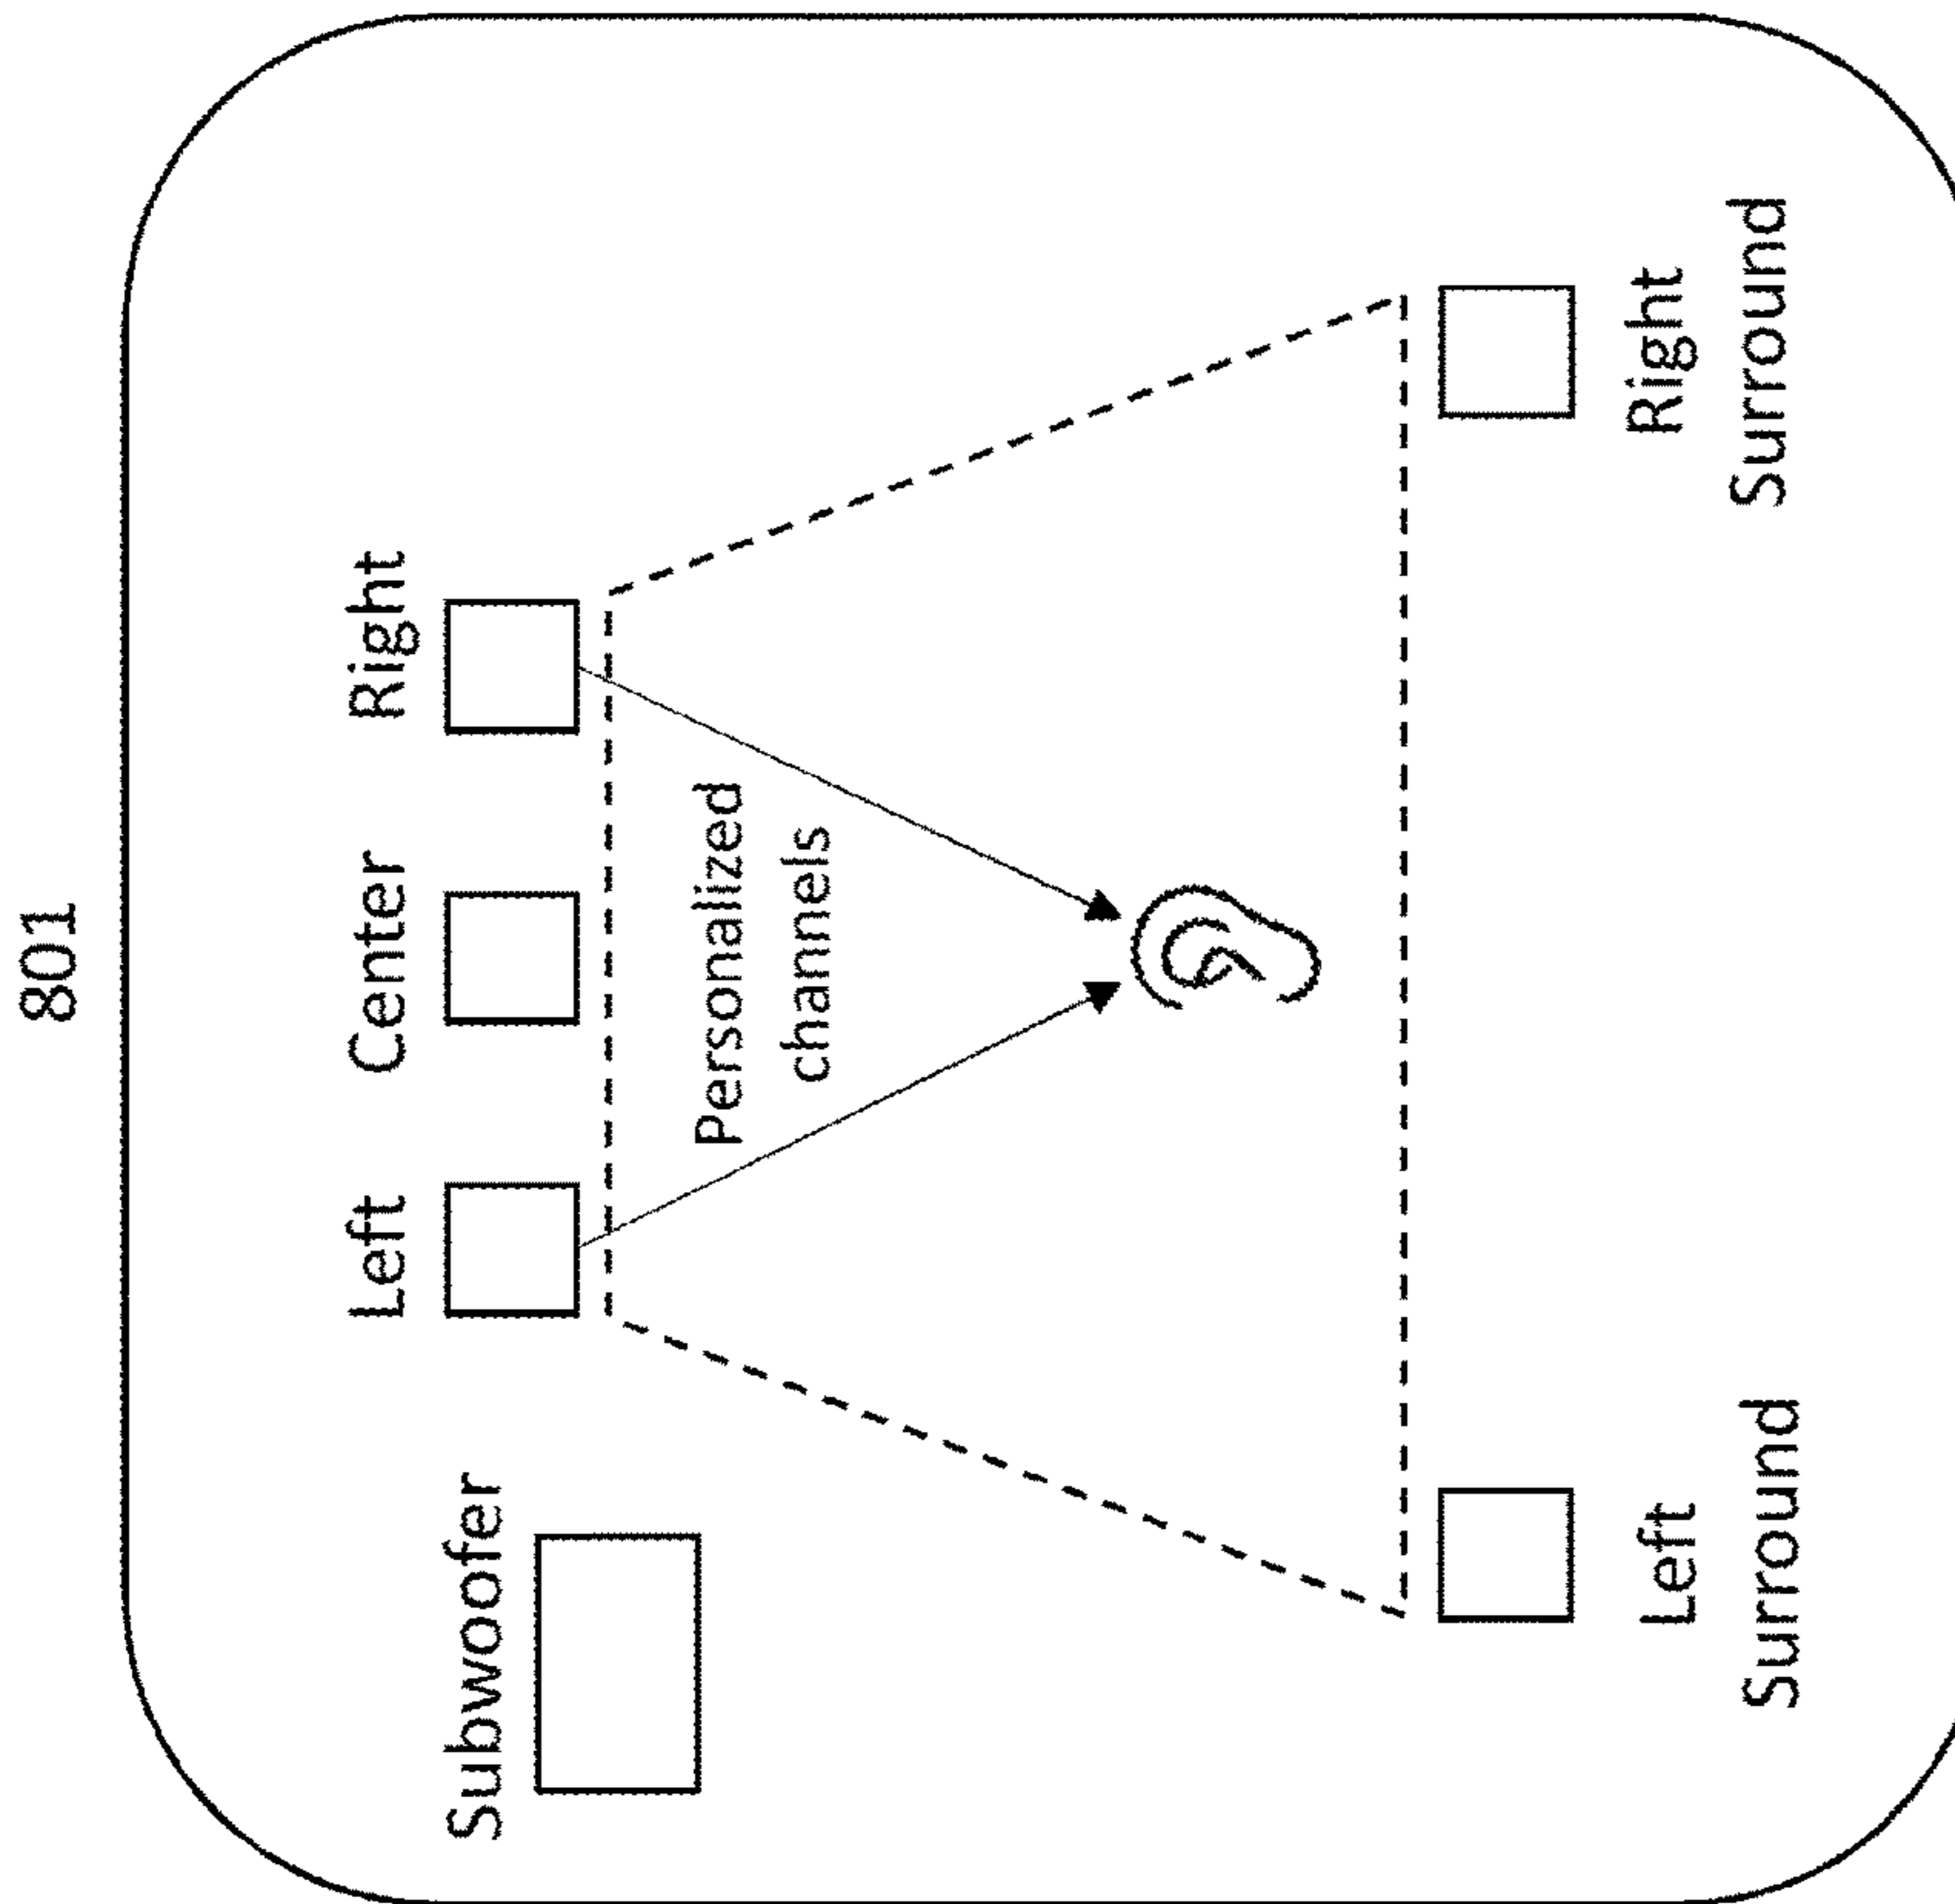 801
Subwoofer
Left
Center
Right
Personalized
channels
Left
Surround
Right
Surround